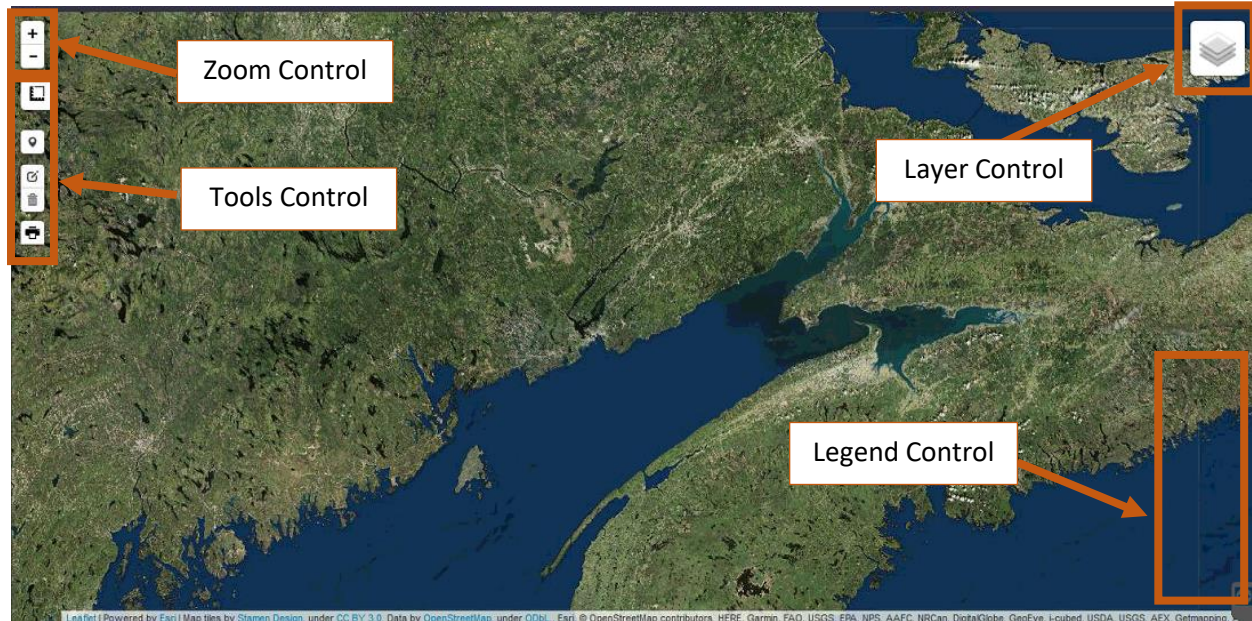 +
Zoom Control
-
Layer Control
Tools Control
Legend Control
Leaflet | Powered by Esri | Map tiles by Stamen Design, under CC BY 3.0. Data by OpenStreetMap, under ODbL. Esri, © OpenStreetMap contributors, HERE, Garmin, FAO, USGS, EPA, NPS, AAFC, NRCan, DigitalGlobe, GeoEye, i-cubed, USDA, USGS, AEX, Getmapping,